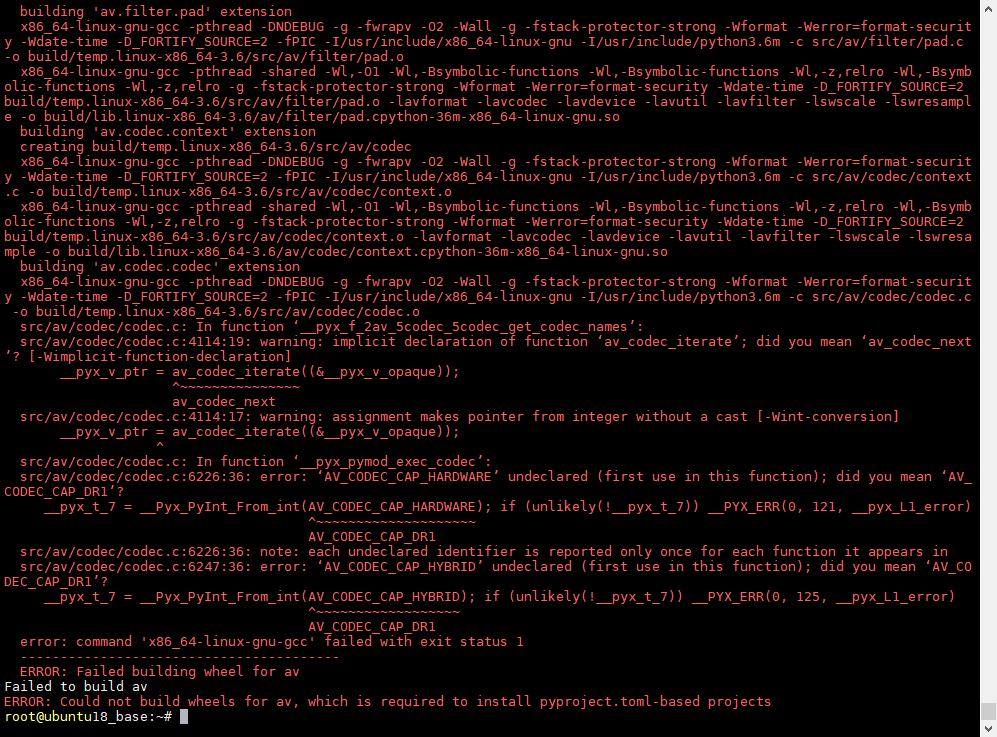 building 'av.filter.pad' extension
x86_64-linux-gnu-gcc -pthread -DNDEBUG -g -fwrapv -O2 -Wall -g -fstack-protector-strong -Wformat -Werror=format-securit
y -Wdate-time -D_FORTIFY_SOURCE=2 -fPIC -I/usr/include/x86_64-linux-gnu -I/usr/include/python3.6m -c src/av/filter/pad.c
-o build/temp.linux-x86_64-3.6/src/av/filter/pad.o
x86_64-linux-gnu-gcc -pthread -shared -Wl,-O1 -Wl,-Bsymbolic-functions -Wl,-Bsymbolic-functions -Wl,-z,relro -Wl,-Bsymb
olic-functions -Wl,-z,relro -g -fstack-protector-strong -Wformat -Werror=format-security -Wdate-time -D_FORTIFY_SOURCE=2
build/temp.linux-x86_64-3.6/src/av/filter/pad.o -lavformat -lavcodec -lavdevice -lavutil -lavfilter -lswscale -lswresampl
e -o build/lib.linux-x86_64-3.6/av/filter/pad.cpython-36m-x86_64-linux-gnu.so
building 'av.codec.context' extension
creating build/temp.linux-x86_64-3.6/src/av/codec
x86_64-linux-gnu-gcc -pthread -DNDEBUG -g -fwrapv -O2 -Wall -g -fstack-protector-strong -Wformat -Werror=format-securit
y -Wdate-time -D_FORTIFY_SOURCE=2 -fPIC -I/usr/include/x86_64-linux-gnu -I/usr/include/python3.6m -c src/av/codec/context
.c -o build/temp.linux-x86_64-3.6/src/av/codec/context.o
x86_64-linux-gnu-gcc -pthread -shared -Wl,-O1 -Wl,-Bsymbolic-functions -Wl,-Bsymbolic-functions -Wl,-z,relro -Wl,-Bsymb
olic-functions -Wl,-z,relro -g -fstack-protector-strong -Wformat -Werror=format-security -Wdate-time -D_FORTIFY_SOURCE=2
build/temp.linux-x86_64-3.6/src/av/codec/context.o -lavformat -lavcodec -lavdevice -lavutil -lavfilter -lswscale -lswresa
mple -o build/lib.linux-x86_64-3.6/av/codec/context.cpython-36m-x86_64-linux-gnu.so
building 'av.codec.codec' extension
x86_64-linux-gnu-gcc -pthread -DNDEBUG -g -fwrapv -O2 -Wall -g -fstack-protector-strong -Wformat -Werror=format-securit
y -Wdate-time -D_FORTIFY_SOURCE=2 -fPIC -I/usr/include/x86_64-linux-gnu -I/usr/include/python3.6m -c src/av/codec/codec.c
-o build/temp.linux-x86_64-3.6/src/av/codec/codec.o
src/av/codec/codec.c: In function ‘__pyx_f_2av_5codec_5codec_get_codec_names’:
src/av/codec/codec.c:4114:19: warning: implicit declaration of function ‘av_codec_iterate’; did you mean ‘av_codec_next
’? [-Wimplicit-function-declaration]
__pyx_v_ptr = av_codec_iterate((&__pyx_v_opaque));
^~~~~~~~~~~~~~~~
av_codec_next
src/av/codec/codec.c:4114:17: warning: assignment makes pointer from integer without a cast [-Wint-conversion]
__pyx_v_ptr = av_codec_iterate((&__pyx_v_opaque));
^
src/av/codec/codec.c: In function ‘__pyx_pymod_exec_codec’:
src/av/codec/codec.c:6226:36: error: ‘AV_CODEC_CAP_HARDWARE’ undeclared (first use in this function); did you mean ‘AV_
CODEC_CAP_DR1’?
__pyx_t_7 = __Pyx_PyInt_From_int(AV_CODEC_CAP_HARDWARE); if (unlikely(!__pyx_t_7)) __PYX_ERR(0, 121, __pyx_L1_error)
^~~~~~~~~~~~~~~~~~~~~
AV_CODEC_CAP_DR1
src/av/codec/codec.c:6226:36: note: each undeclared identifier is reported only once for each function it appears in
src/av/codec/codec.c:6247:36: error: ‘AV_CODEC_CAP_HYBRID’ undeclared (first use in this function); did you mean ‘AV_CO
DEC_CAP_DR1’?
__pyx_t_7 = __Pyx_PyInt_From_int(AV_CODEC_CAP_HYBRID); if (unlikely(!__pyx_t_7)) __PYX_ERR(0, 125, __pyx_L1_error)
^~~~~~~~~~~~~~~~~~~
AV_CODEC_CAP_DR1
error: command 'x86_64-linux-gnu-gcc' failed with exit status 1
----------------------------------------
ERROR: Failed building wheel for av
Failed to build av
ERROR: Could not build wheels for av, which is required to install pyproject.toml-based projects
root@ubuntu18_base:~#